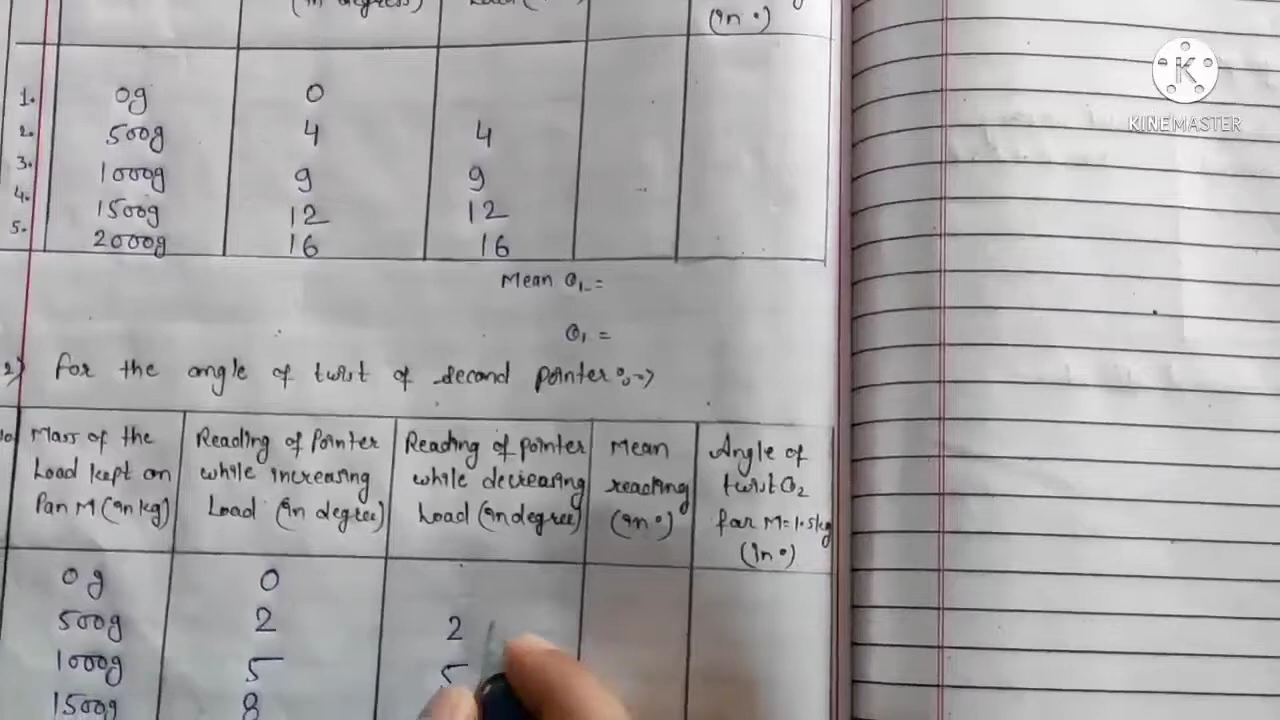 (in degrees)
(in °)
KINEMASTER
1. 0g 0
2. 500g 4 4
3. 1000g 9 9
4. 1500g 12 12
5. 2000g 16 16
Mean θ1 =
θ1 =
2) for the angle of twist of second pointer :->
Mass of the Load kept on Pan M (in kg)
Reading of Pointer while increasing Load (in degree)
Reading of pointer while decreasing Load (in degree)
Mean reading (in °)
Angle of twist θ2 for M=1.5kg (in °)
0g 0
500g 2 2
1000g 5 5
1500g 8